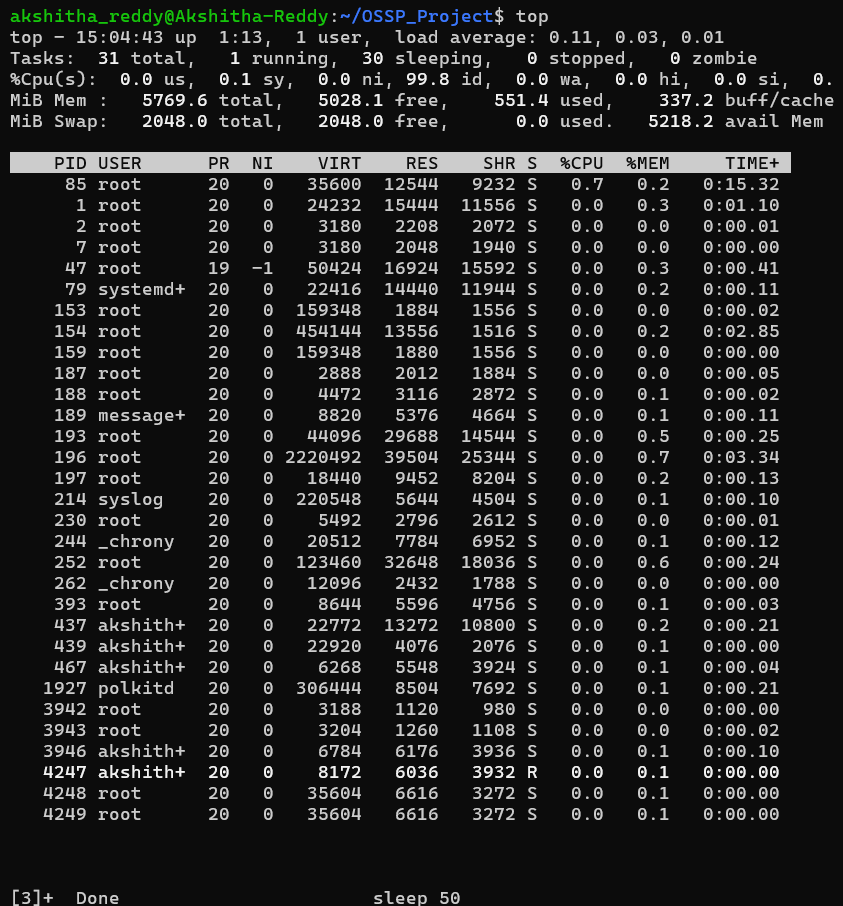 akshitha_reddy@Akshitha-Reddy:~/OSSP_Project$ top
top - 15:04:43 up  1:13,  1 user,  load average: 0.11, 0.03, 0.01
Tasks:  31 total,   1 running,  30 sleeping,   0 stopped,   0 zombie
%Cpu(s):  0.0 us,  0.1 sy,  0.0 ni, 99.8 id,  0.0 wa,  0.0 hi,  0.0 si,  0.
MiB Mem :   5769.6 total,   5028.1 free,    551.4 used,    337.2 buff/cache
MiB Swap:   2048.0 total,   2048.0 free,      0.0 used.   5218.2 avail Mem
    PID USER      PR  NI    VIRT    RES    SHR S  %CPU  %MEM     TIME+
     85 root      20   0   35600  12544   9232 S   0.7   0.2   0:15.32
      1 root      20   0   24232  15444  11556 S   0.0   0.3   0:01.10
      2 root      20   0    3180   2208   2072 S   0.0   0.0   0:00.01
      7 root      20   0    3180   2048   1940 S   0.0   0.0   0:00.00
     47 root      19  -1   50424  16924  15592 S   0.0   0.3   0:00.41
     79 systemd+  20   0   22416  14440  11944 S   0.0   0.2   0:00.11
    153 root      20   0  159348   1884   1556 S   0.0   0.0   0:00.02
    154 root      20   0  454144  13556   1516 S   0.0   0.2   0:02.85
    159 root      20   0  159348   1880   1556 S   0.0   0.0   0:00.00
    187 root      20   0    2888   2012   1884 S   0.0   0.0   0:00.05
    188 root      20   0    4472   3116   2872 S   0.0   0.1   0:00.02
    189 message+  20   0    8820   5376   4664 S   0.0   0.1   0:00.11
    193 root      20   0   44096  29688  14544 S   0.0   0.5   0:00.25
    196 root      20   0 2220492  39504  25344 S   0.0   0.7   0:03.34
    197 root      20   0   18440   9452   8204 S   0.0   0.2   0:00.13
    214 syslog    20   0  220548   5644   4504 S   0.0   0.1   0:00.10
    230 root      20   0    5492   2796   2612 S   0.0   0.0   0:00.01
    244 _chrony   20   0   20512   7784   6952 S   0.0   0.1   0:00.12
    252 root      20   0  123460  32648  18036 S   0.0   0.6   0:00.24
    262 _chrony   20   0   12096   2432   1788 S   0.0   0.0   0:00.00
    393 root      20   0    8644   5596   4756 S   0.0   0.1   0:00.03
    437 akshith+  20   0   22772  13272  10800 S   0.0   0.2   0:00.21
    439 akshith+  20   0   22920   4076   2076 S   0.0   0.1   0:00.00
    467 akshith+  20   0    6268   5548   3924 S   0.0   0.1   0:00.04
   1927 polkitd   20   0  306444   8504   7692 S   0.0   0.1   0:00.21
   3942 root      20   0    3188   1120    980 S   0.0   0.0   0:00.00
   3943 root      20   0    3204   1260   1108 S   0.0   0.0   0:00.02
   3946 akshith+  20   0    6784   6176   3936 S   0.0   0.1   0:00.10
   4247 akshith+  20   0    8172   6036   3932 R   0.0   0.1   0:00.00
   4248 root      20   0   35604   6616   3272 S   0.0   0.1   0:00.00
   4249 root      20   0   35604   6616   3272 S   0.0   0.1   0:00.00
[3]+  Done                       sleep 50